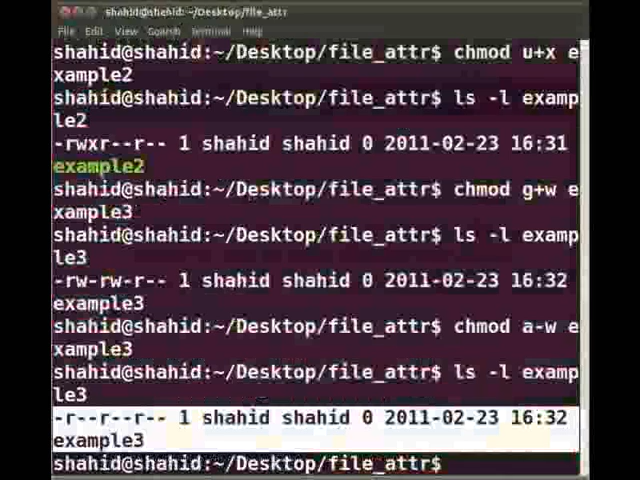 shahid@shahid: ~/Desktop/file_attr
File Edit View Search Terminal Help
shahid@shahid:~/Desktop/file_attr$ chmod u+x e
xample2
shahid@shahid:~/Desktop/file_attr$ ls -l examp
le2
-rwxr--r-- 1 shahid shahid 0 2011-02-23 16:31
example2
shahid@shahid:~/Desktop/file_attr$ chmod g+w e
xample3
shahid@shahid:~/Desktop/file_attr$ ls -l examp
le3
-rw-rw-r-- 1 shahid shahid 0 2011-02-23 16:32
example3
shahid@shahid:~/Desktop/file_attr$ chmod a-w e
xample3
shahid@shahid:~/Desktop/file_attr$ ls -l examp
le3
-r--r--r-- 1 shahid shahid 0 2011-02-23 16:32
example3
shahid@shahid:~/Desktop/file_attr$